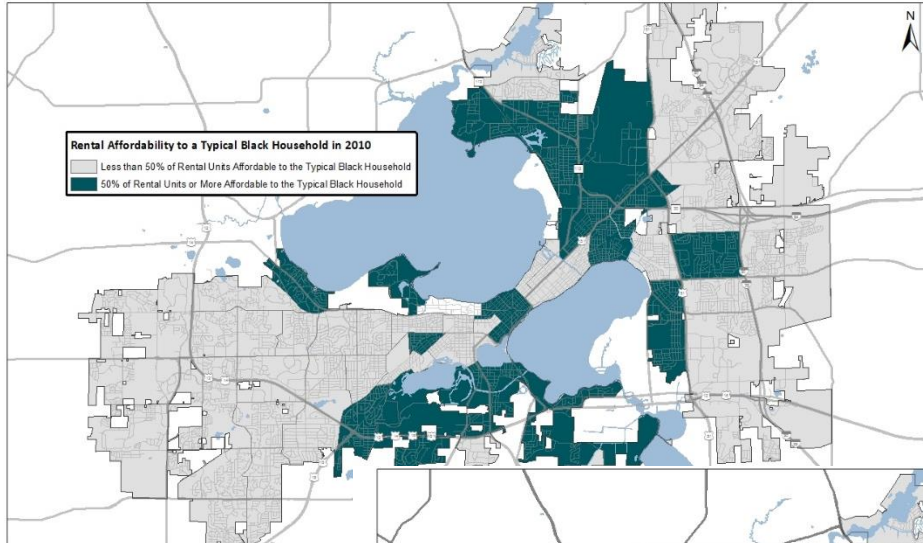 N
Rental Affordability to a Typical Black Household in 2010
Less than 50% of Rental Units Affordable to the Typical Black Household
50% of Rental Units or More Affordable to the Typical Black Household